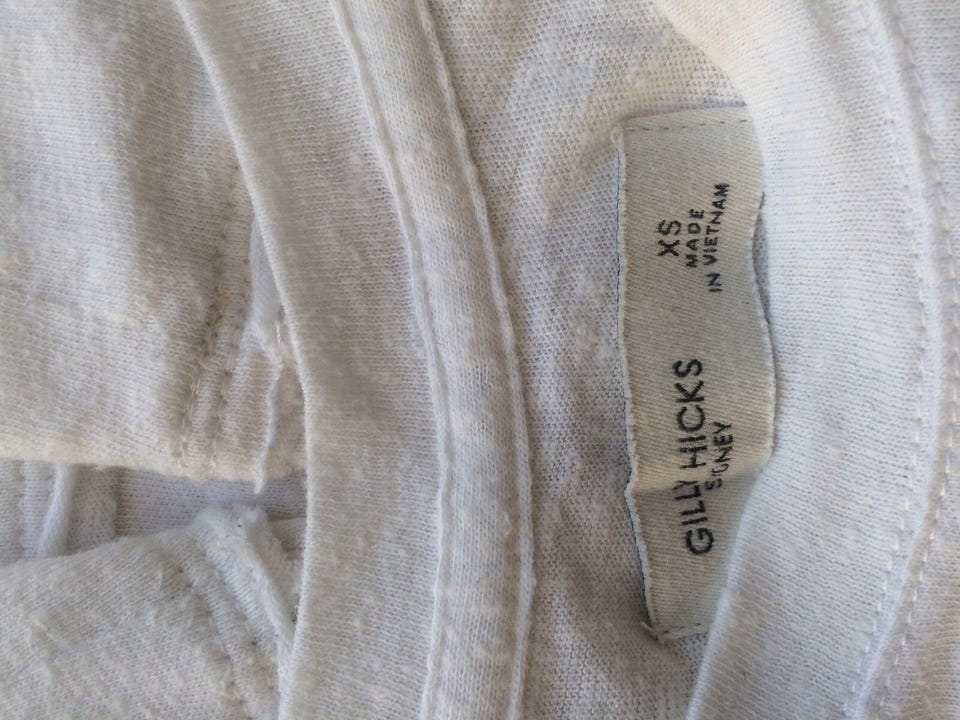 GILLY HICKS
SYDNEY
XS
MADE
IN VIETNAM